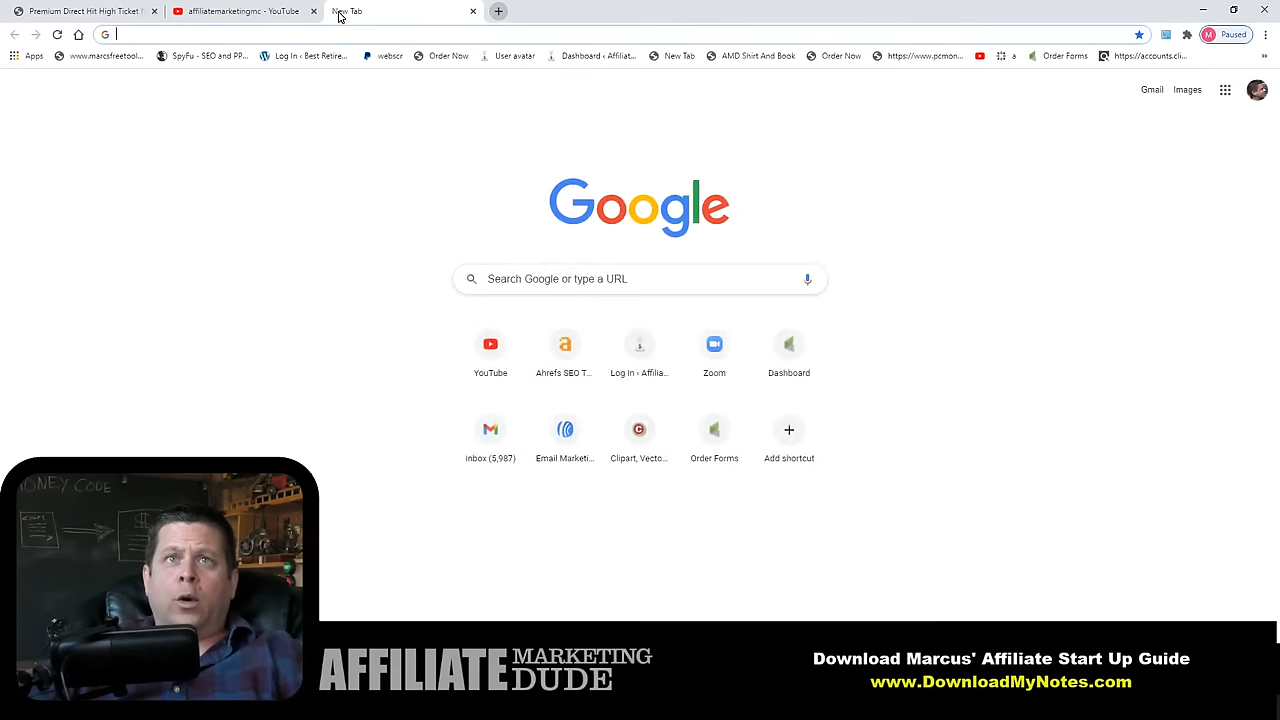 Premium Direct Hit High Ticket
affiliatemarketingmc - YouTube
New Tab
M Paused
Apps
www.marcsfreetool...
SpyFu - SEO and PP...
Log In ‹ Best Retire...
webscr
Order Now
User avatar
Dashboard ‹ Affiliat...
New Tab
AMD Shirt And Book
Order Now
https://www.pcmon...
a
Order Forms
https://accounts.cli...
»
Gmail
Images
Google
Search Google or type a URL
YouTube
Ahrefs SEO T...
Log In ‹ Affilia...
Zoom
Dashboard
Inbox (5,987)
Email Marketi...
Clipart, Vecto...
Order Forms
Add shortcut
MONEY CODE
AFFILIATE MARKETING DUDE
Download Marcus' Affiliate Start Up Guide
www.DownloadMyNotes.com